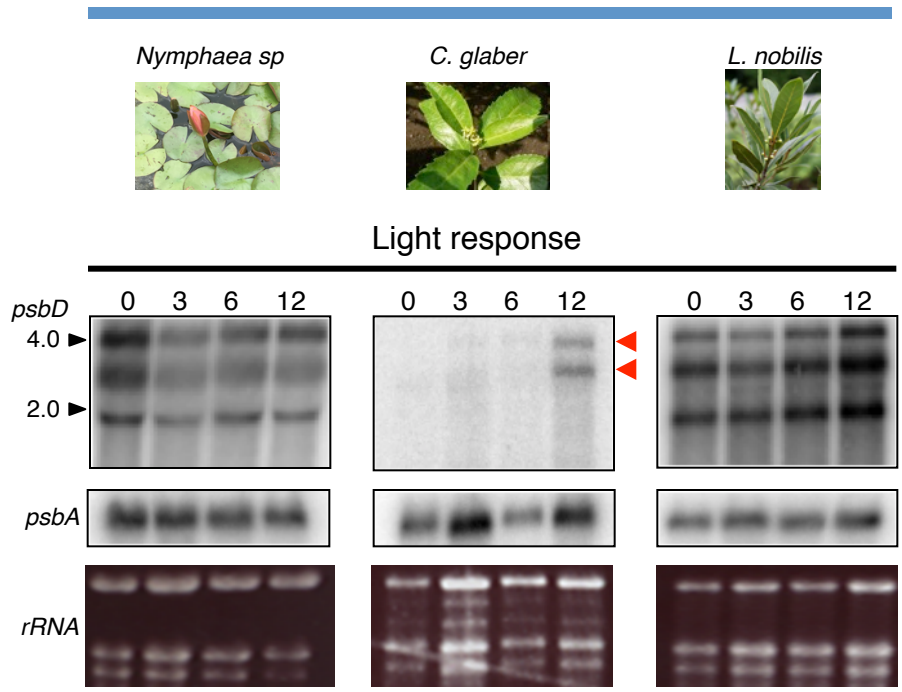 Nymphaea sp C. glaber L. nobilis
Light response
psbD 0 3 6 12 0 3 6 12 0 3 6 12
4.0
2.0
psbA
rRNA